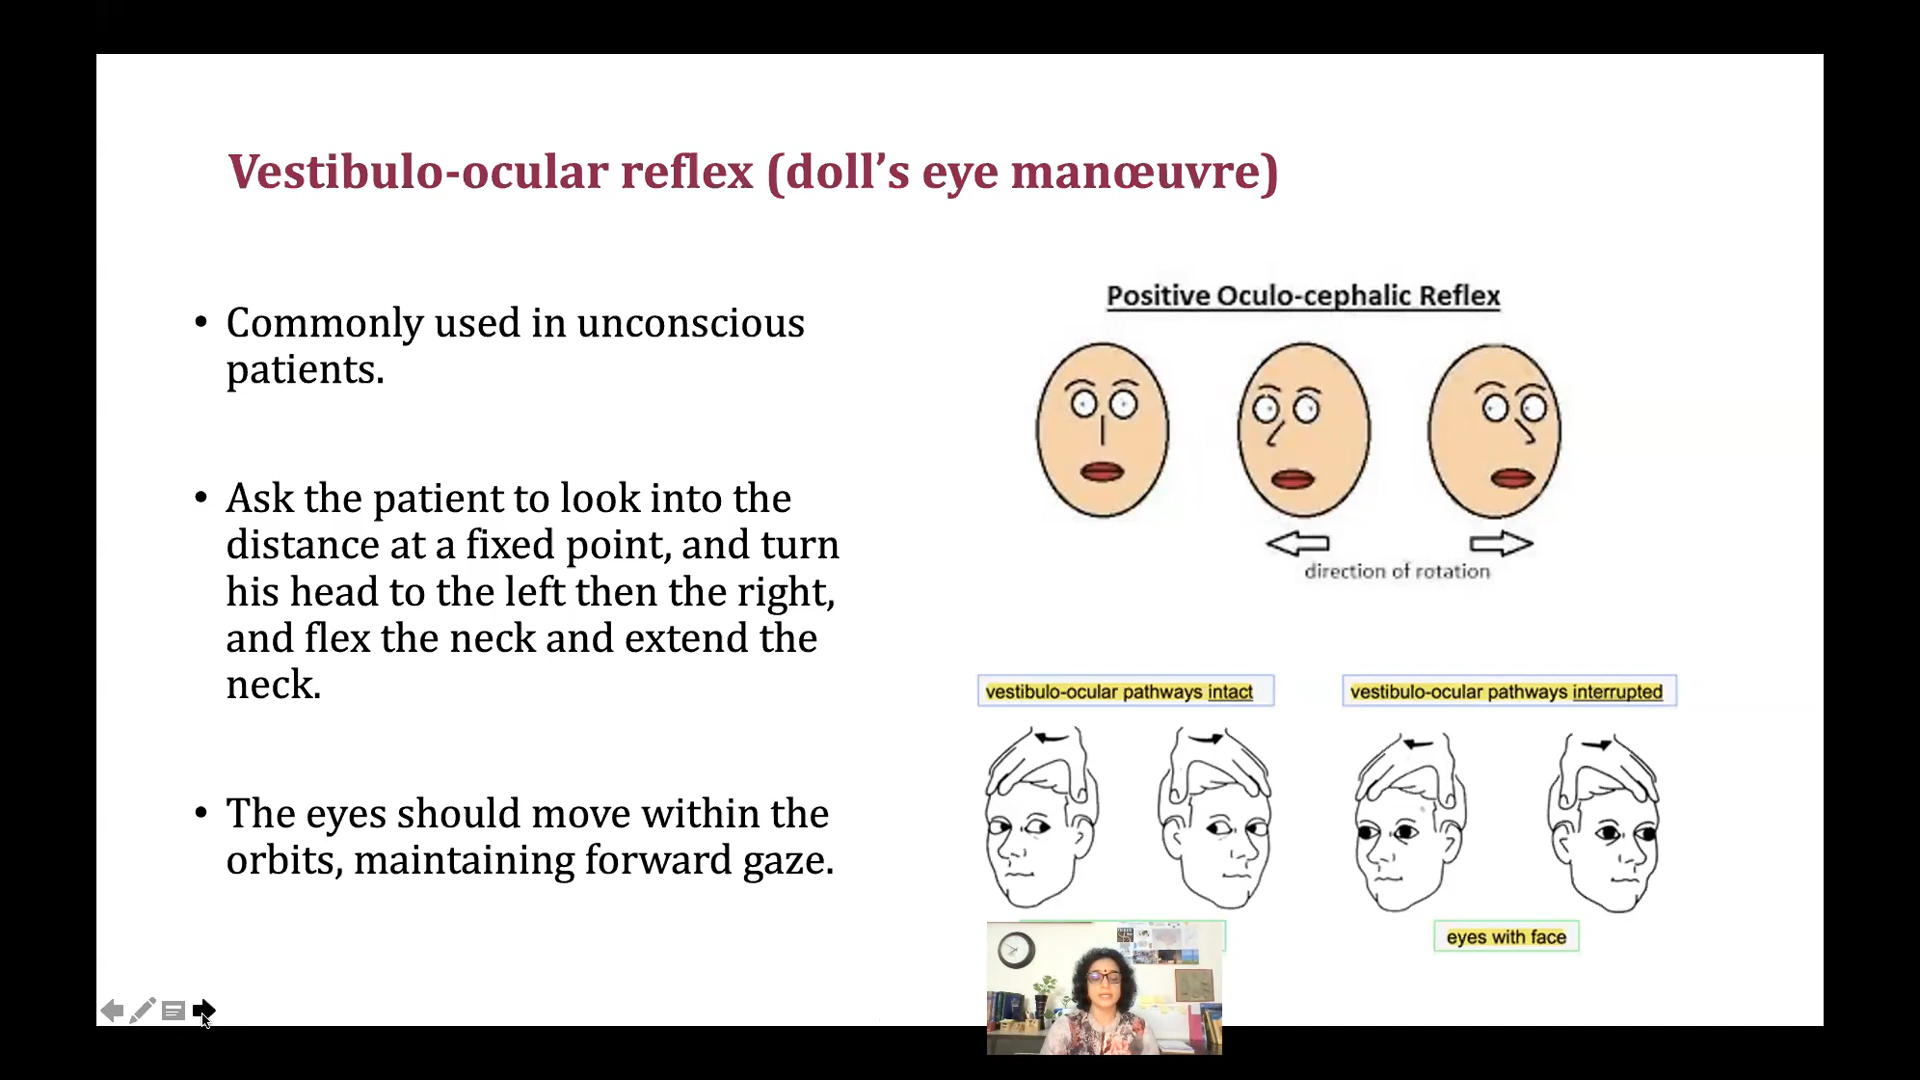 Vestibulo-ocular reflex (doll’s eye manœuvre)
• Commonly used in unconscious
patients.
• Ask the patient to look into the
distance at a fixed point, and turn
his head to the left then the right,
and flex the neck and extend the
neck.
• The eyes should move within the
orbits, maintaining forward gaze.
Positive Oculo-cephalic Reflex
direction of rotation
vestibulo-ocular pathways intact
vestibulo-ocular pathways interrupted
eyes with face